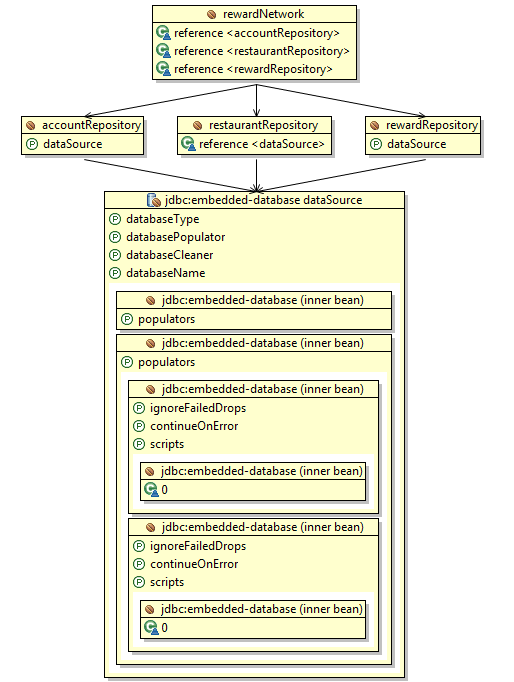 rewardNetwork
reference <accountRepository>
reference <restaurantRepository>
reference <rewardRepository>
accountRepository
dataSource
restaurantRepository
reference <dataSource>
rewardRepository
dataSource
jdbc:embedded-database dataSource
databaseType
databasePopulator
databaseCleaner
databaseName
jdbc:embedded-database (inner bean)
populators
jdbc:embedded-database (inner bean)
populators
jdbc:embedded-database (inner bean)
ignoreFailedDrops
continueOnError
scripts
jdbc:embedded-database (inner bean)
0
jdbc:embedded-database (inner bean)
ignoreFailedDrops
continueOnError
scripts
jdbc:embedded-database (inner bean)
0